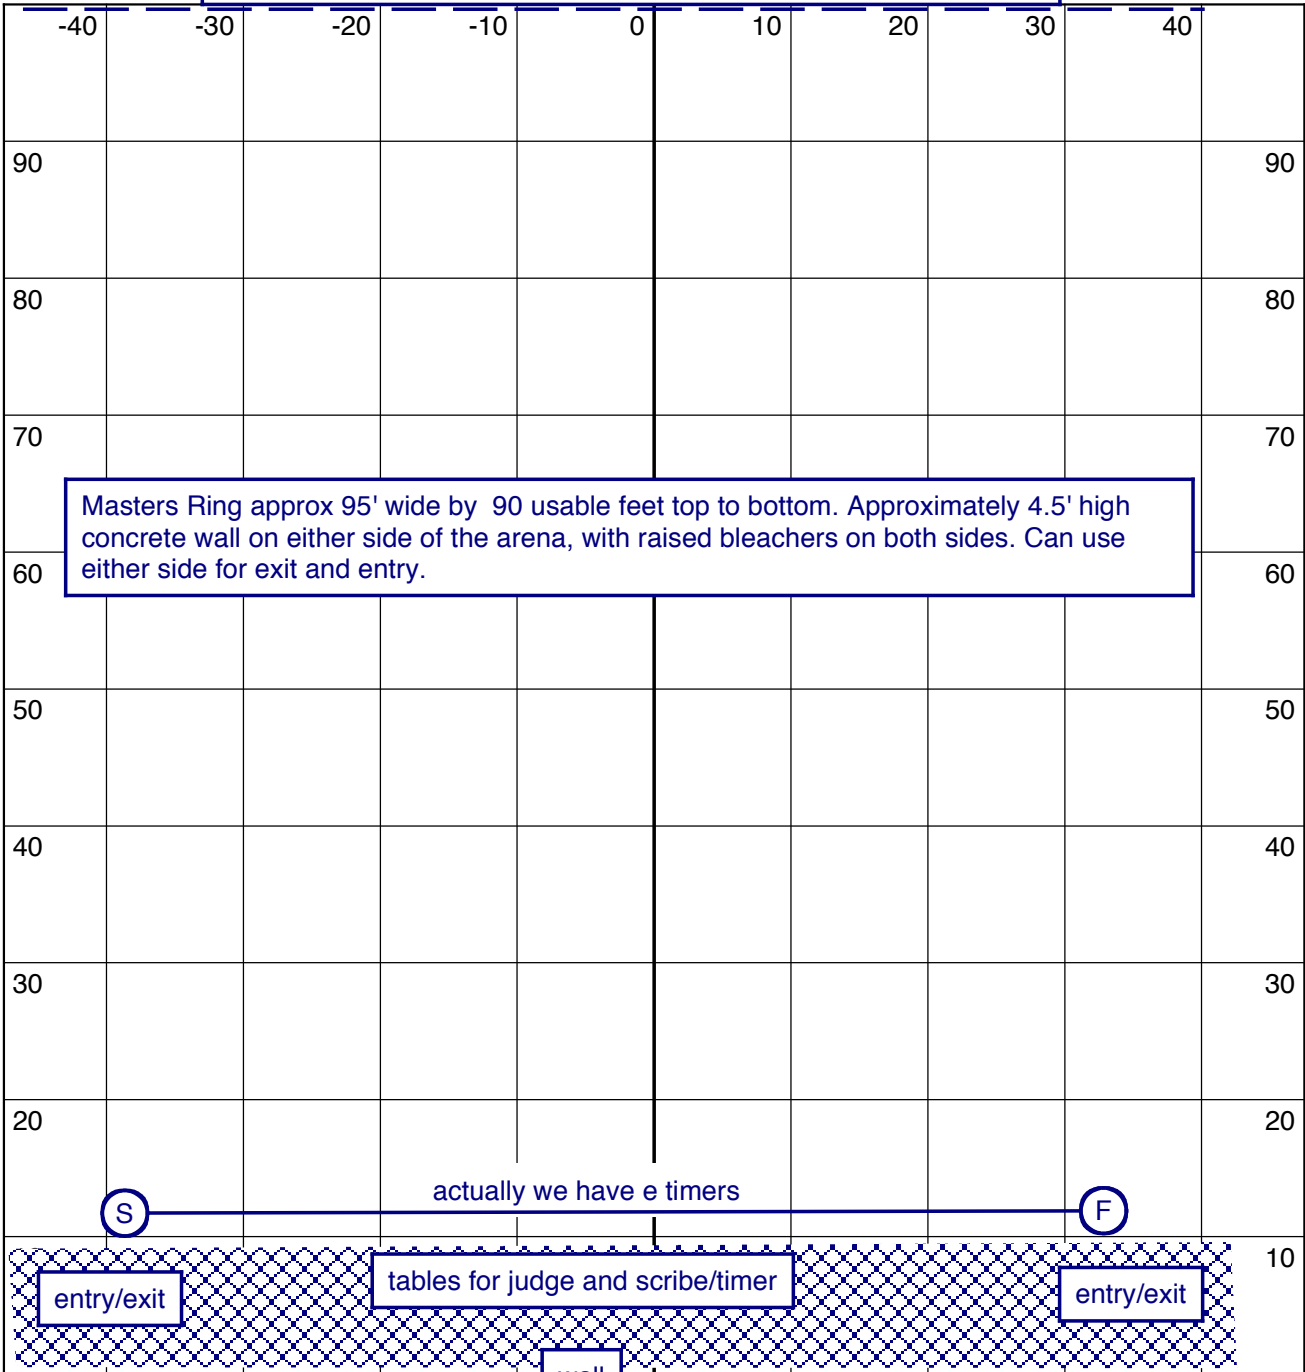 -40 -30 -20 -10 0 10 20 30 40
90 90
80 80
70 70
Masters Ring approx 95' wide by 90 usable feet top to bottom. Approximately 4.5' high
concrete wall on either side of the arena, with raised bleachers on both sides. Can use
either side for exit and entry.
60 60
50 50
40 40
30 30
20 20
actually we have e timers
S F
10
tables for judge and scribe/timer
entry/exit entry/exit
wall